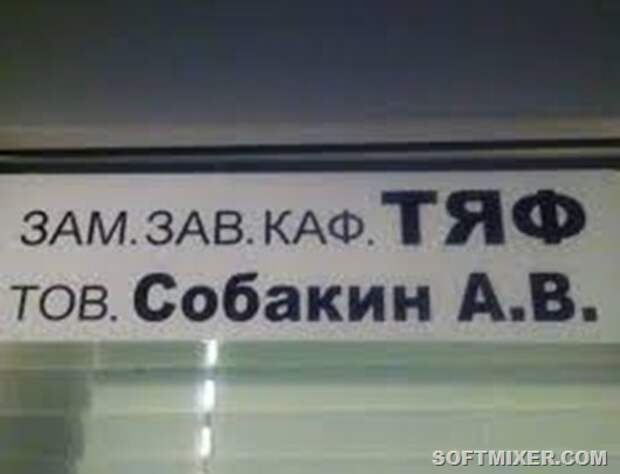 ЗАМ.ЗАВ.КАФ. ТЯФ
ТОВ. Собакин А.В.
SOFTMIXER.COM